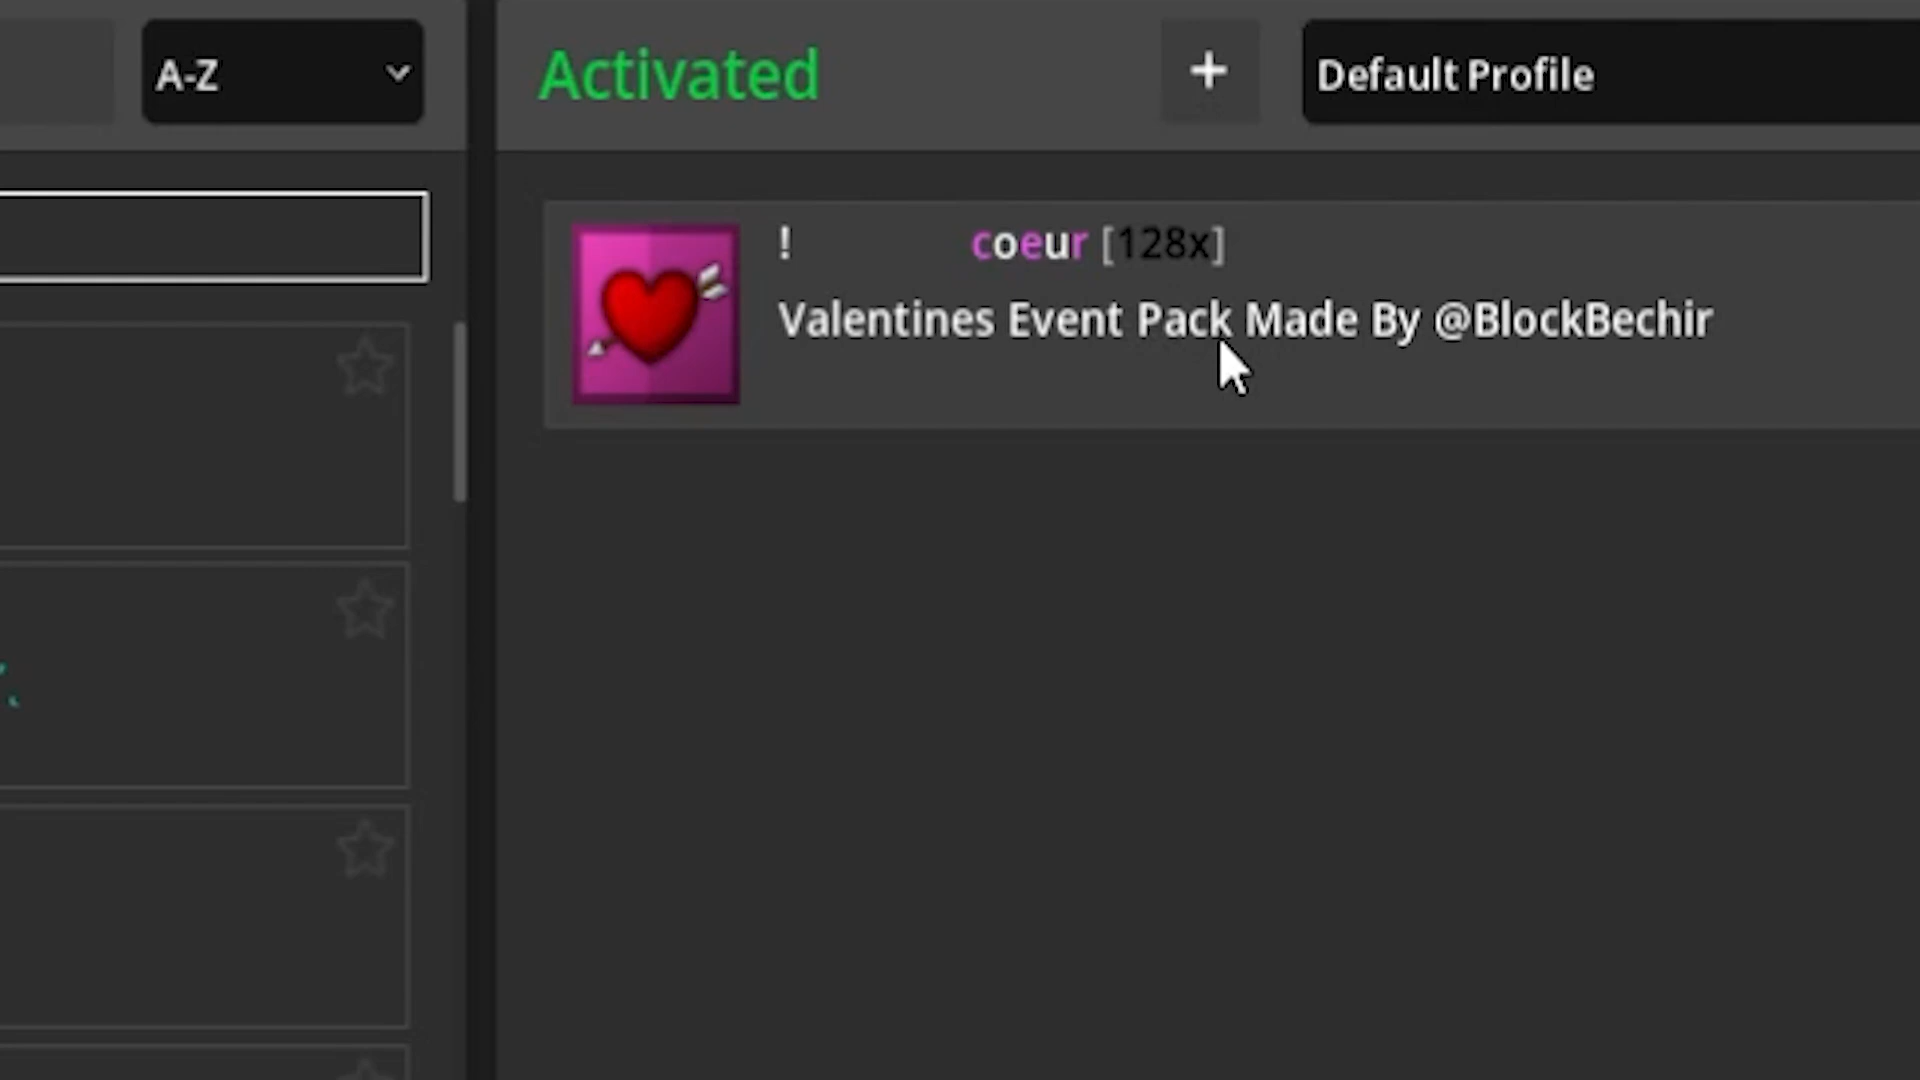 A-Z
Activated
+
Default Profile
! coeur [128x]
Valentines Event Pack Made By @BlockBechir